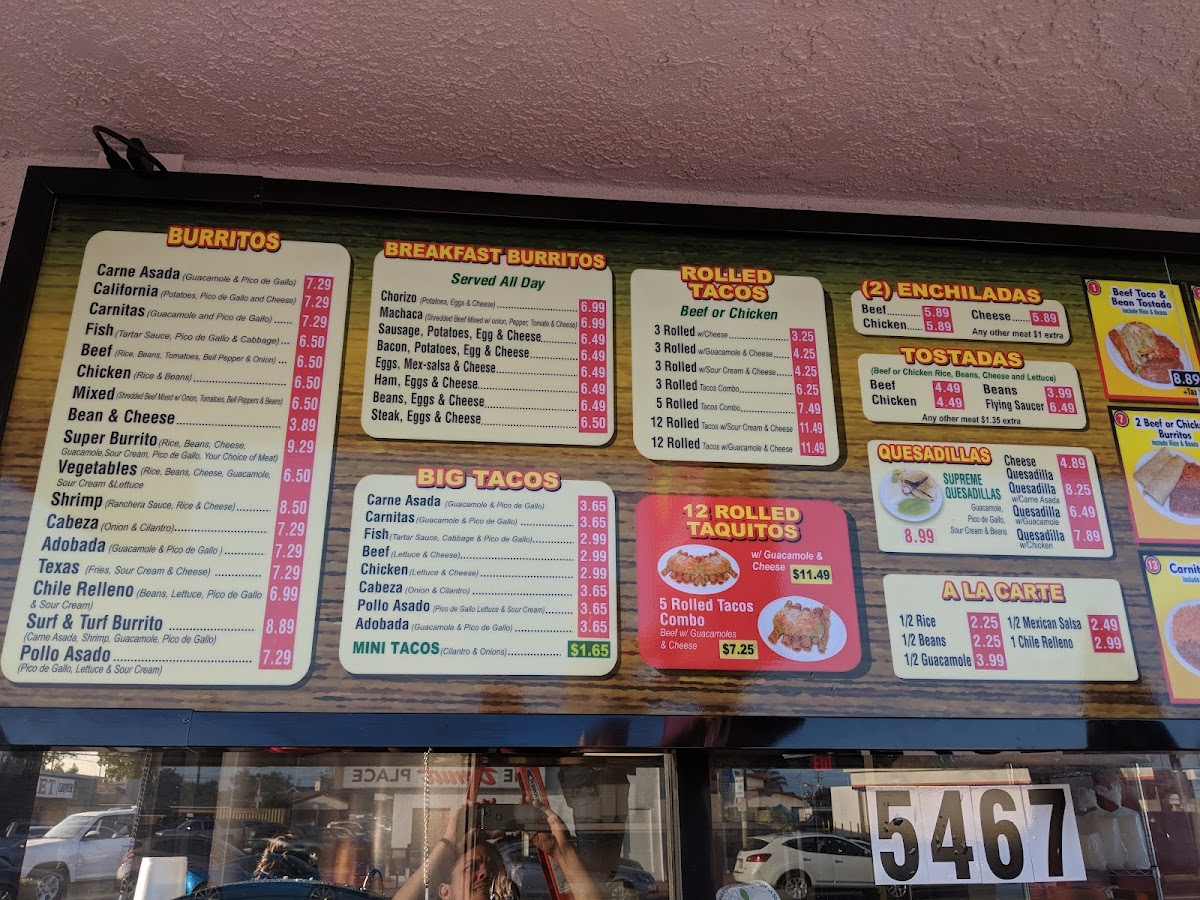 BURRITOS
Carne Asada (Guacamole & Pico de Gallo) 7.29
California (Potatoes, Pico de Gallo and Cheese) 7.29
Carnitas (Guacamole and Pico de Gallo) 7.29
Fish (Tartar Sauce, Pico de Gallo & Cabbage) 6.50
Beef (Rice, Beans, Tomatoes, Bell Pepper & Onion) 6.50
Chicken (Rice & Beans) 6.50
Mixed (Shredded Beef Mixed w/ Onion, Tomatoes, Bell Peppers & Beans) 6.50
Bean & Cheese 3.89
Super Burrito (Rice, Beans, Cheese, 9.29
Guacamole, Sour Cream, Pico de Gallo, Your Choice of Meat)
Vegetables (Rice, Beans, Cheese, Guacamole, 6.50
Sour Cream & Lettuce
Shrimp (Ranchera Sauce, Rice & Cheese) 8.50
Cabeza (Onion & Cilantro) 7.29
Adobada (Guacamole & Pico de Gallo ) 7.29
Texas (Fries, Sour Cream & Cheese) 7.29
Chile Relleno (Beans, Lettuce, Pico de Gallo 6.99
& Sour Cream)
Surf & Turf Burrito 8.89
(Carne Asada, Shrimp, Guacamole, Pico de Gallo)
Pollo Asado 7.29
(Pico de Gallo, Lettuce & Sour Cream)
BREAKFAST BURRITOS
Served All Day
Chorizo (Potatoes, Eggs & Cheese) 6.99
Machaca (Shredded Beef Mixed w/ onion, Pepper, Tomato & Cheese) 6.99
Sausage, Potatoes, Egg & Cheese 6.49
Bacon, Potatoes, Egg & Cheese 6.49
Eggs, Mex-salsa & Cheese 6.49
Ham, Eggs & Cheese 6.49
Beans, Eggs & Cheese 6.49
Steak, Eggs & Cheese 6.50
BIG TACOS
Carne Asada (Guacamole & Pico de Gallo) 3.65
Carnitas (Guacamole & Pico de Gallo) 3.65
Fish (Tartar Sauce, Cabbage & Pico de Gallo) 2.99
Beef (Lettuce & Cheese) 2.99
Chicken (Lettuce & Cheese) 2.99
Cabeza (Onion & Cilantro) 3.65
Pollo Asado (Pico de Gallo Lettuce & Sour Cream) 3.65
Adobada (Guacamole & Pico de Gallo) 3.65
MINI TACOS (Cilantro & Onions) $1.65
ROLLED
TACOS
Beef or Chicken
3 Rolled w/Cheese 3.25
3 Rolled w/Guacamole & Cheese 4.25
3 Rolled w/Sour Cream & Cheese 4.25
3 Rolled Tacos Combo 6.25
5 Rolled Tacos Combo 7.49
12 Rolled Tacos w/Sour Cream & Cheese 11.49
12 Rolled Tacos w/Guacamole & Cheese 11.49
12 ROLLED
TAQUITOS
w/ Guacamole &
Cheese $11.49
5 Rolled Tacos
Combo
Beef w/ Guacamoles
& Cheese $7.25
(2) ENCHILADAS
Beef 5.89 Cheese 5.89
Chicken 5.89
Any other meat $1 extra
TOSTADAS
(Beef or Chicken Rice, Beans, Cheese and Lettuce)
Beef 4.49 Beans 3.99
Chicken 4.49 Flying Saucer 6.49
Any other meat $1.35 extra
QUESADILLAS
SUPREME
QUESADILLAS
Guacamole,
Pico de Gallo,
Sour Cream & Beans
8.99
Cheese
Quesadilla 4.89
Quesadilla
w/Carne Asada 8.25
Quesadilla
w/Guacamole 6.49
Quesadilla
w/Chicken 7.89
A LA CARTE
1/2 Rice 2.25 1/2 Mexican Salsa 2.49
1/2 Beans 2.25 1 Chile Relleno 2.99
1/2 Guacamole 3.99
1
Beef Taco &
Bean Tostada
Include Rice & Beans
8.89
7
2 Beef or Chick
Burritos
Include Rice & Beans
13
Carnit
PLACE
5467